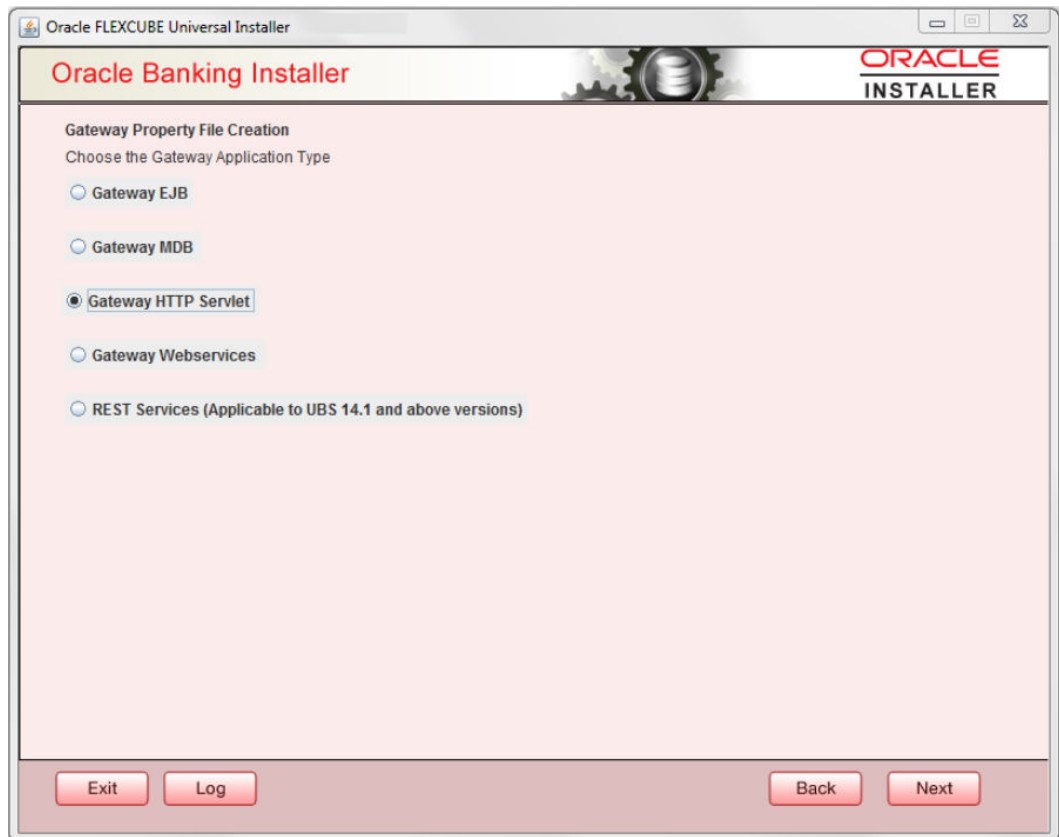 Oracle FLEXCUBE Universal Installer
Oracle Banking Installer
ORACLE
INSTALLER
Gateway Property File Creation
Choose the Gateway Application Type
Gateway EJB
Gateway MDB
Gateway HTTP Servlet
Gateway Webservices
REST Services (Applicable to UBS 14.1 and above versions)
Exit
Log
Back
Next